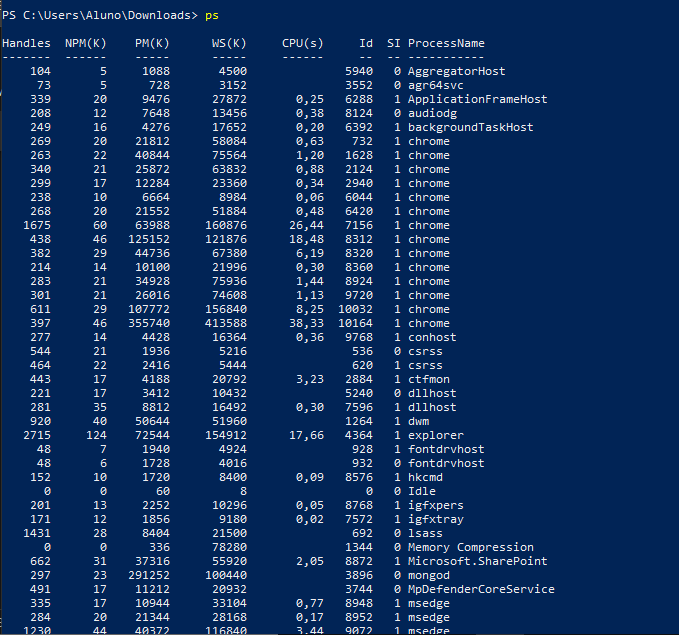 PS C:\Users\Aluno\Downloads> ps
Handles NPM(K) PM(K) WS(K) CPU(s) Id SI ProcessName
------- ------ ----- ----- ------ -- -- -----------
104 5 1088 4500 5940 0 AggregatorHost
73 5 728 3152 3552 0 agr64svc
339 20 9476 27872 0,25 6288 1 ApplicationFrameHost
208 12 7648 13456 0,38 8124 0 audiodg
249 16 4276 17652 0,20 6392 1 backgroundTaskHost
269 20 21812 58084 0,63 732 1 chrome
263 22 40844 75564 1,20 1628 1 chrome
340 21 25872 63832 0,88 2124 1 chrome
299 17 12284 23360 0,34 2940 1 chrome
238 10 6664 8984 0,06 6044 1 chrome
268 20 21552 51884 0,48 6420 1 chrome
1675 60 63988 160876 26,44 7156 1 chrome
438 46 125152 121876 18,48 8312 1 chrome
382 29 44736 67380 6,19 8320 1 chrome
214 14 10100 21996 0,30 8360 1 chrome
283 21 34928 75936 1,44 8924 1 chrome
301 21 26016 74608 1,13 9720 1 chrome
611 29 107772 156840 8,25 10032 1 chrome
397 46 355740 413588 38,33 10164 1 chrome
277 14 4428 16364 0,36 9768 1 conhost
544 21 1936 5216 536 0 csrss
464 22 2416 5444 620 1 csrss
443 17 4188 20792 3,23 2884 1 ctfmon
221 17 3412 10432 5240 0 dllhost
281 35 8812 16492 0,30 7596 1 dllhost
920 40 50644 51960 1264 1 dwm
2715 124 72544 154912 17,66 4364 1 explorer
48 7 1940 4924 928 1 fontdrvhost
48 6 1728 4016 932 0 fontdrvhost
152 10 1720 8400 0,09 8576 1 hkcmd
0 0 60 8 0 0 Idle
201 13 2252 10296 0,05 8768 1 igfxpers
171 12 1856 9180 0,02 7572 1 igfxtray
1431 28 8404 21500 692 0 lsass
0 0 336 78280 1344 0 Memory Compression
662 31 37316 55920 2,05 8872 1 Microsoft.SharePoint
297 23 291252 100440 3896 0 mongod
491 17 11212 20932 3744 0 MpDefenderCoreService
335 17 10944 33104 0,77 8948 1 msedge
284 20 21344 28168 0,17 8952 1 msedge
1230 44 40372 116840 3,44 9072 1 msedge